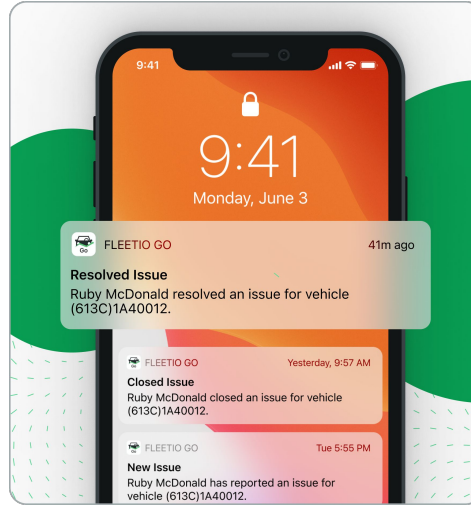 9:41
9:41
Monday, June 3
Go
FLEETIO GO
41m ago
Resolved Issue
Ruby McDonald resolved an issue for vehicle
(613C)1A40012.
FLEETIO GO
Yesterday, 9:57 AM
Closed Issue
Ruby McDonald closed an issue for vehicle
(613C)1A40012.
FLEETIO GO
Tue 5:55 PM
New Issue
Ruby McDonald has reported an issue for
vehicle (613C)1A40012.